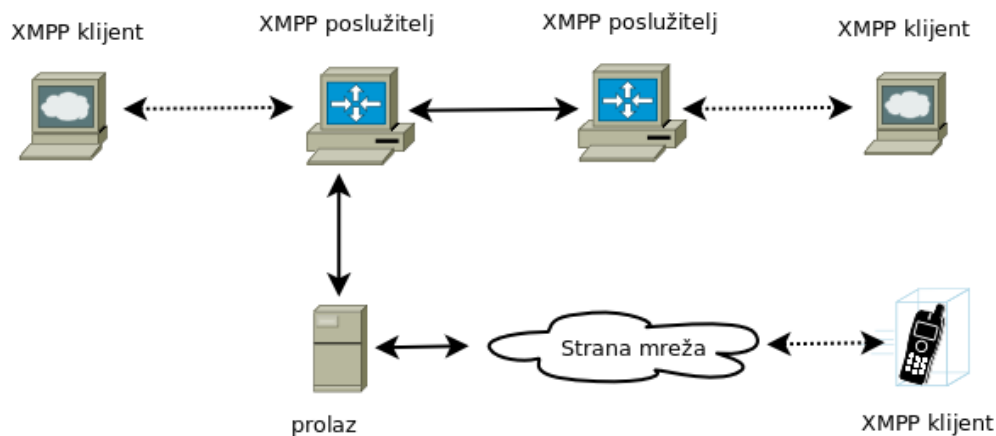 XMPP klijent
XMPP poslužitelj
XMPP poslužitelj
XMPP klijent
Strana mreža
prolaz
XMPP klijent